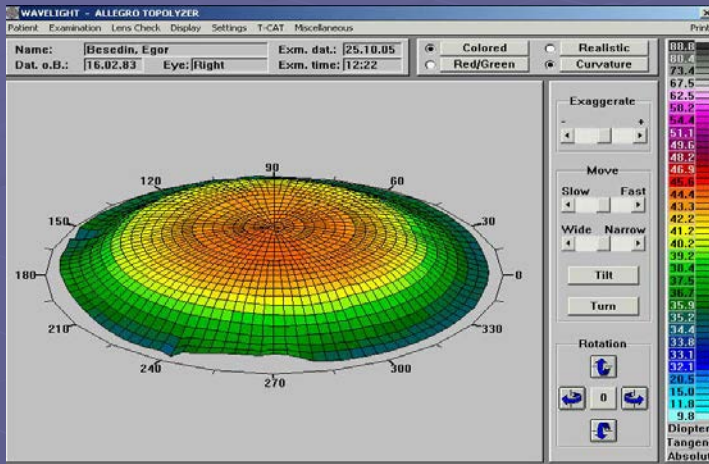 WAVELIGHT - ALLEGRO TOPOLYZER
Patient Examination Lens Check Display Settings T-CAT Miscellaneous Print
Name: Besedin, Egor Exm. dat.: 25.10.05
Dat. o.B.: 16.02.83 Eye: Right Exm. time: 12:22
Colored Realistic
Red/Green Curvature
88.8
80.4
73.4
67.5
62.5
58.2
54.4
51.1
49.6
48.2
46.9
45.6
44.4
43.3
42.2
41.2
40.2
39.2
38.4
37.5
36.7
35.9
35.2
34.4
33.8
33.1
32.1
20.5
15.0
11.8
9.8
Diopter
Tangen
Absolut
Exaggerate
- +
Move
Slow Fast
Wide Narrow
Tilt
Turn
Rotation
0
90
120 60
150 30
180 0
210 330
240 300
270